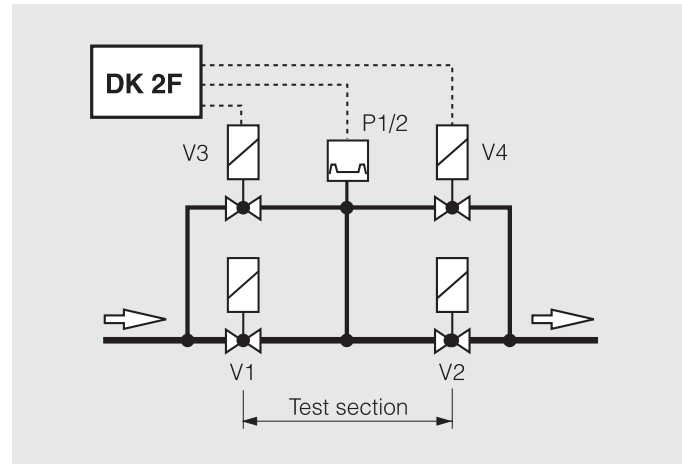 DK 2F
P1/2
V3
V4
V1
V2
Test section